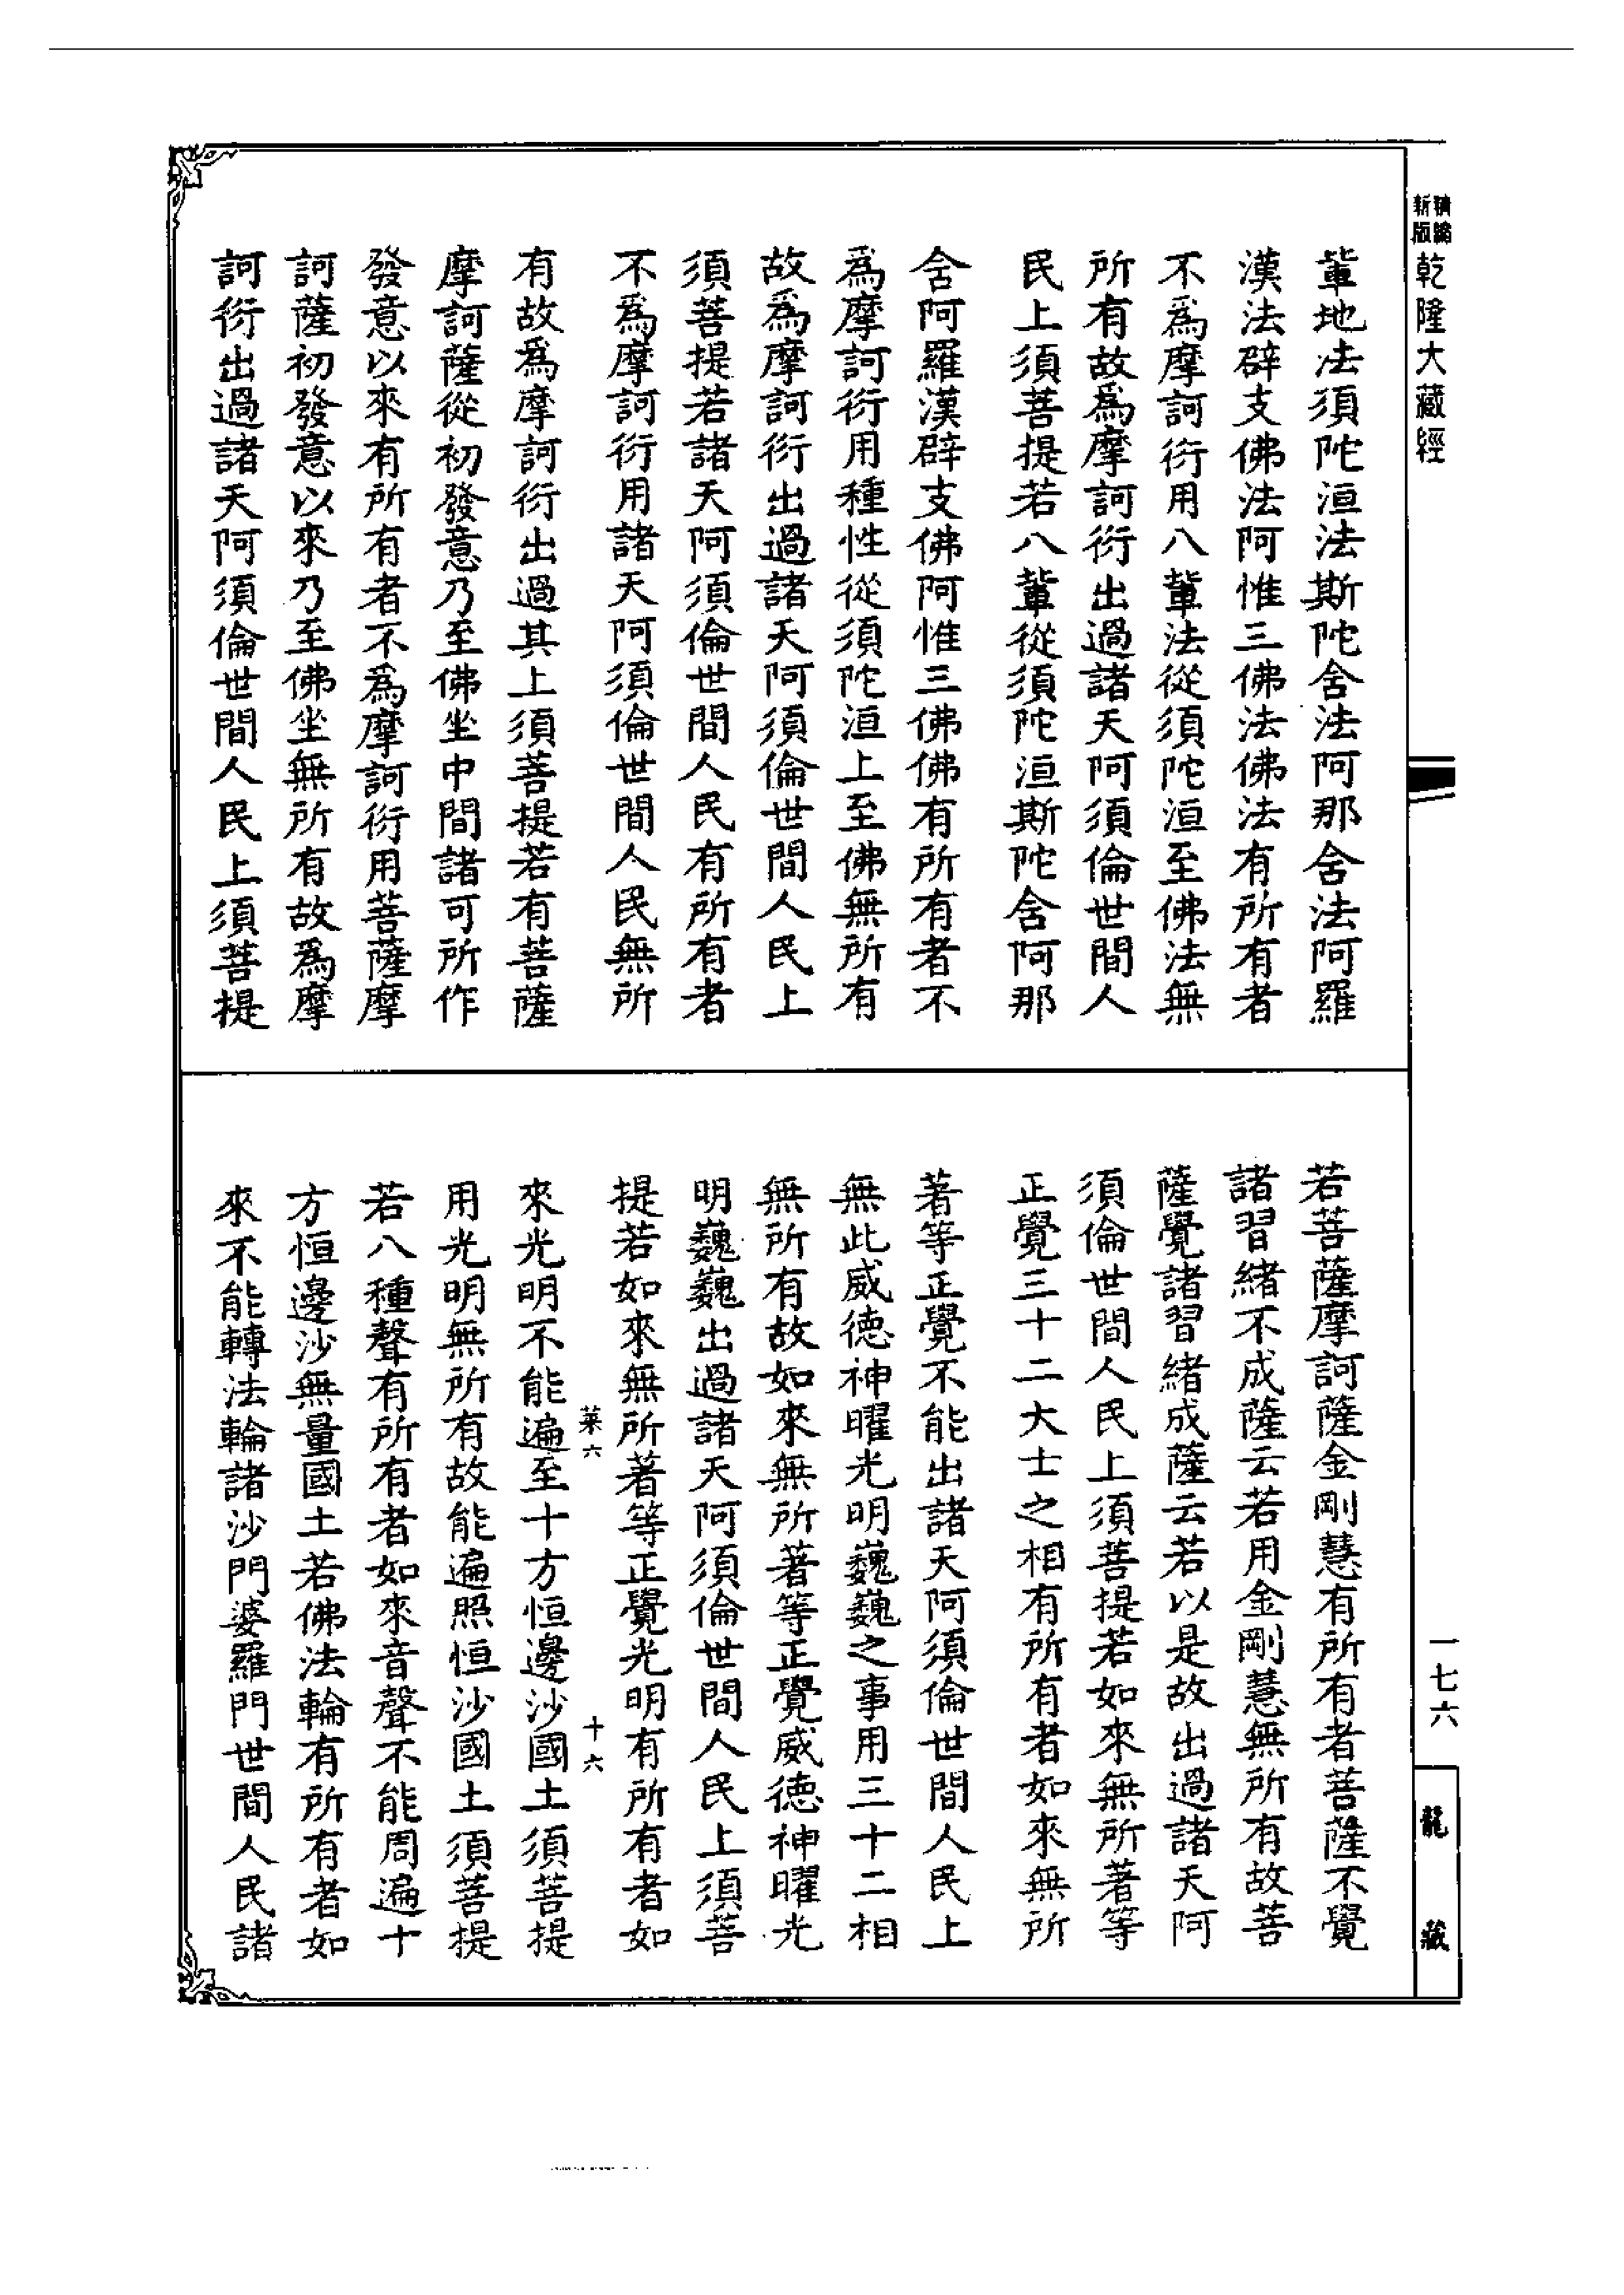 精縮
新版
乾隆大藏經
輩地法須陀洹法斯陀舍法阿那舍法阿羅
漢法辟支佛法阿惟三佛法佛法有所有者
不為摩訶衍用八輩法從須陀洹至佛法無
所有故為摩訶衍出過諸天阿須倫世間人
民上須菩提若八輩從須陀洹斯陀含阿那
舍阿羅漢辟支佛阿惟三佛佛有所有者不
為摩訶衍用種性從須陀洹上至佛無所有
故為摩訶衍出過諸天阿須倫世間人民上
須菩提若諸天阿須倫世間人民有所有者
不為摩訶衍用諸天阿須倫世間人民無所
有故為摩訶衍出過其上須菩提若有菩薩
摩訶薩從初發意乃至佛坐中間諸可所作
發意以來有所有者不為摩訶衍用菩薩摩
訶薩初發意以來乃至佛坐無所有故為摩
訶衍出過諸天阿須倫世間人民上須菩提
若菩薩摩訶薩金剛慧有所有者菩薩不覺
諸習緒不成薩云若用金剛慧無所有故菩
薩覺諸習緒成薩云若以是故出過諸天阿
須倫世間人民上須菩提若如來無所著等
正覺三十二大士之相有所有者如來無所
著等正覺不能出諸天阿須倫世間人民上
無此威德神曜光明巍巍之事用三十二相
無所有故如來無所著等正覺威德神曜光
明巍巍出過諸天阿須倫世間人民上須菩
提若如來無所著等正覺光明有所有者如
菜六
十六
來光明不能遍至十方恒邊沙國土須菩提
用光明無所有故能遍照恒沙國土須菩提
若八種聲有所有者如來音聲不能周遍十
方恒邊沙無量國土若佛法輪有所有者如
來不能轉法輪諸沙門婆羅門世間人民諸
一七六
龍藏